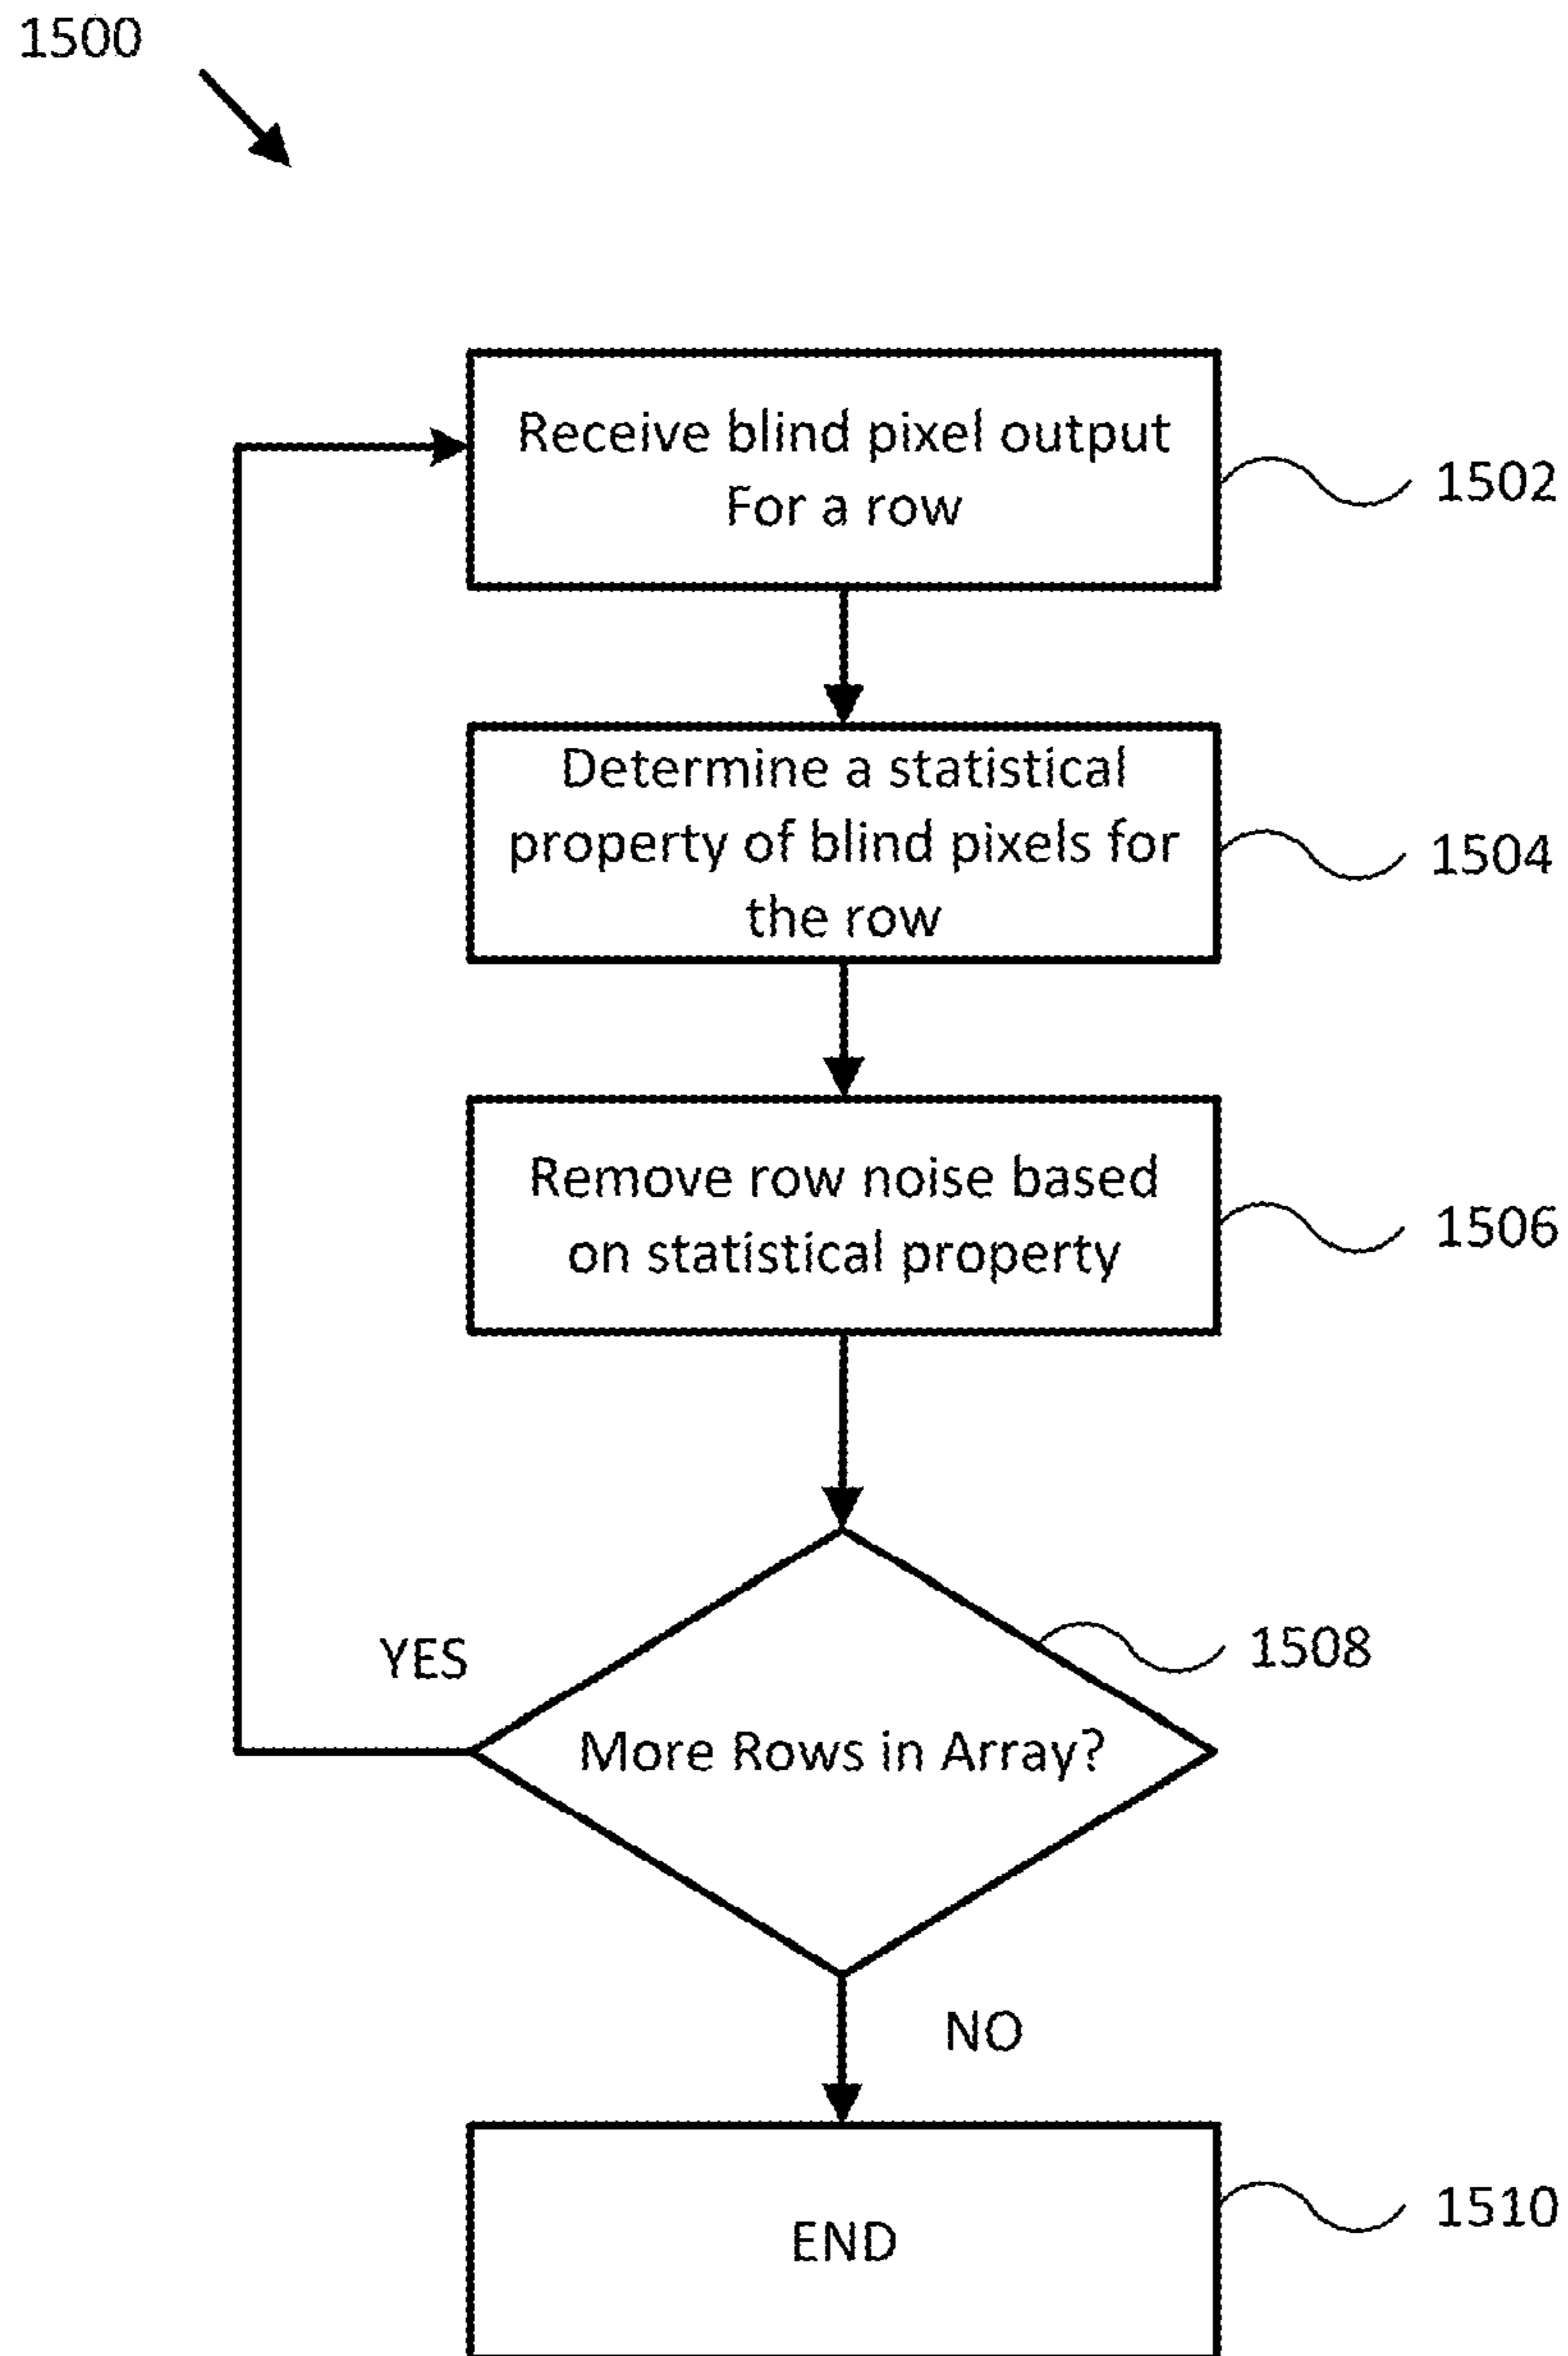 1500
Receive blind pixel output
For a row
1502
Determine a statistical
property of blind pixels for
the row
1504
Remove row noise based
on statistical property
1506
YES
1508
More Rows in Array?
NO
END
1510